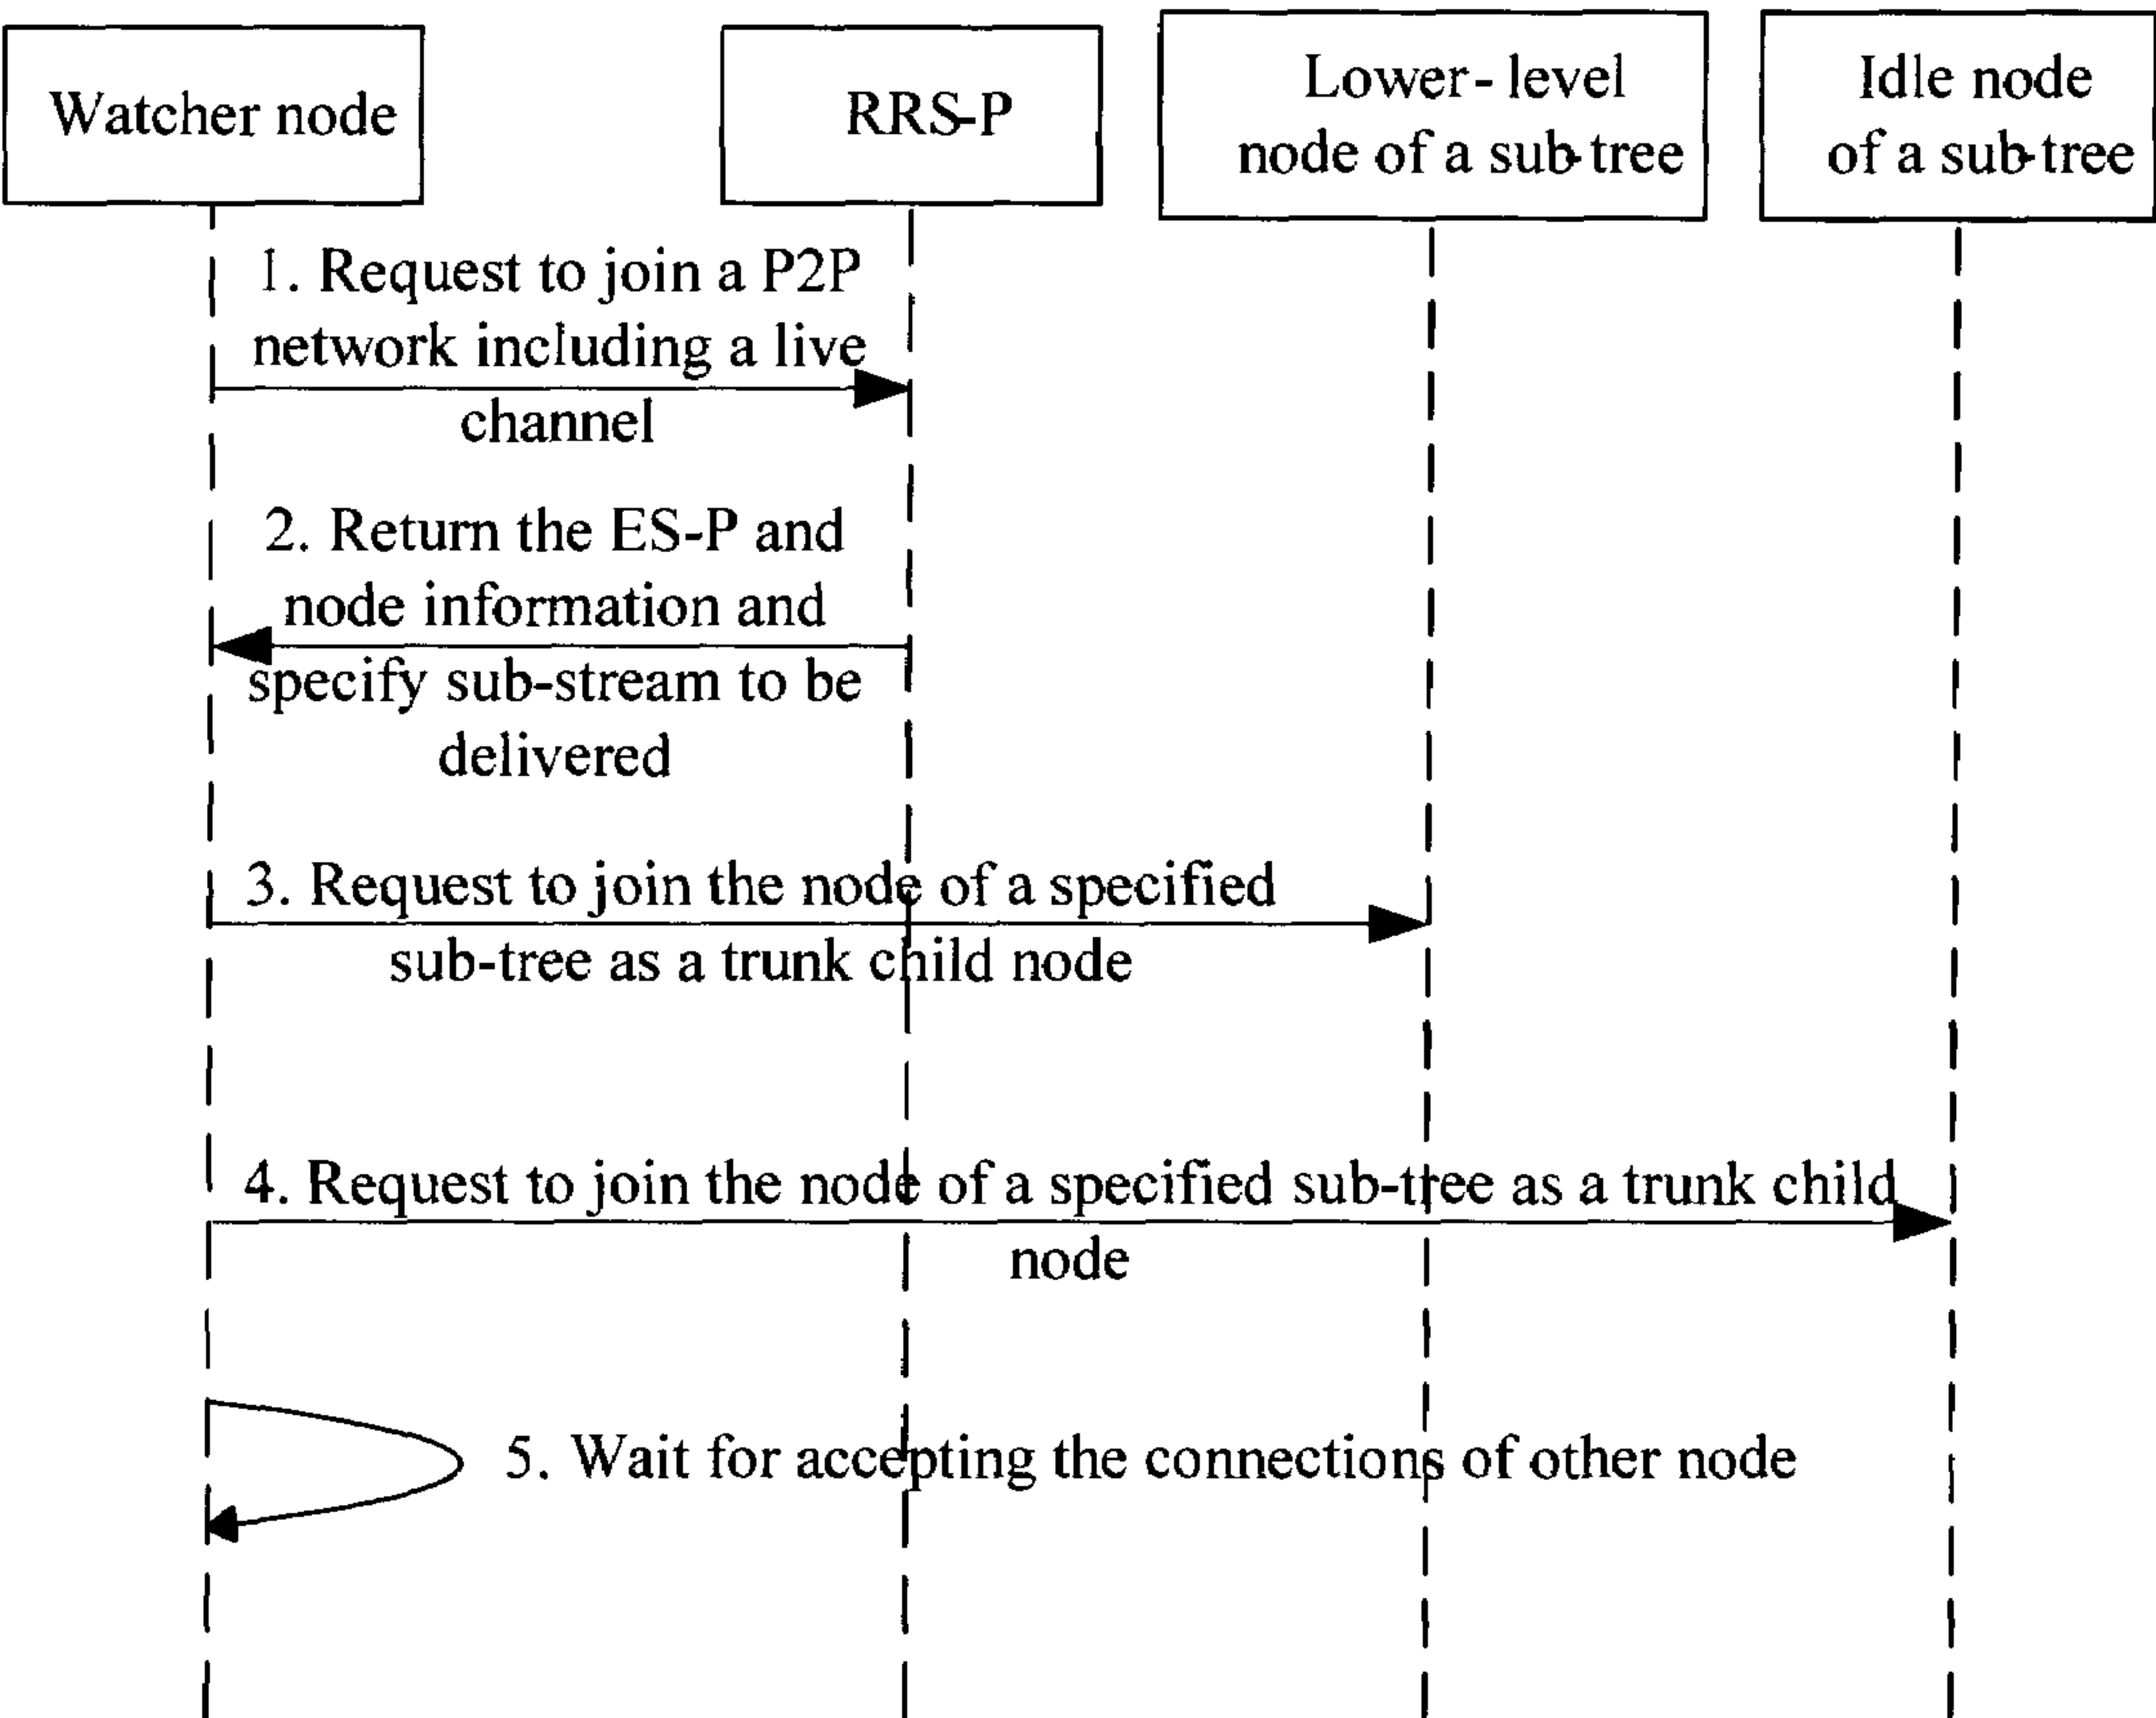 Watcher node
RRS-P
Lower- level
node of a sub-tree
Idle node
of a sub-tree
1. Request to join a P2P
network including a live
channel
2. Return the ES-P and
node information and
specify sub-stream to be
delivered
3. Request to join the node of a specified
sub-tree as a trunk child node
4. Request to join the node of a specified sub-tree as a trunk child
node
5. Wait for accepting the connections of other node